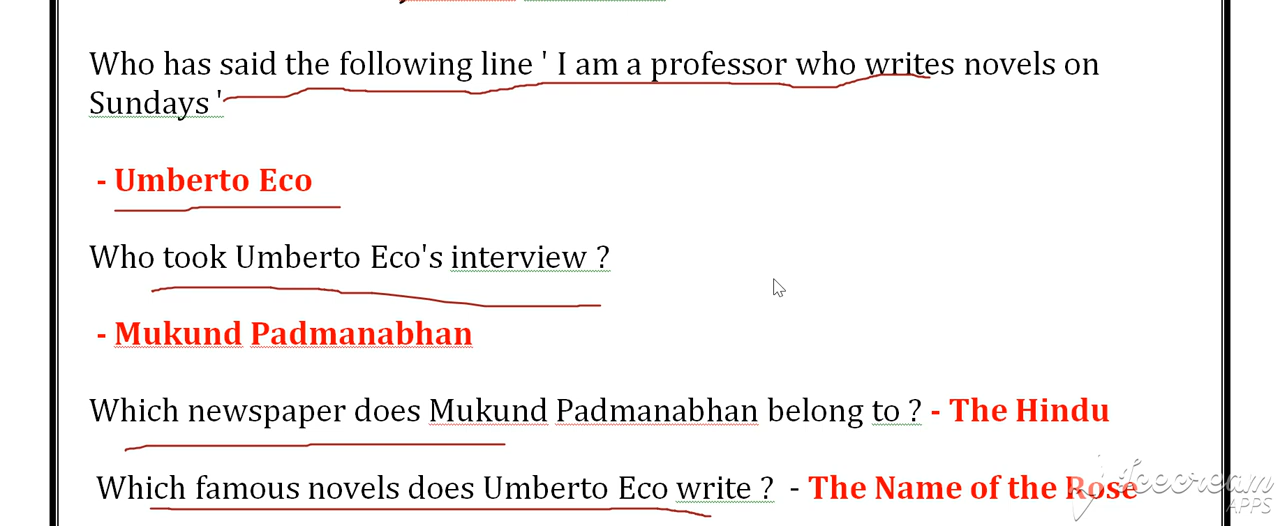 Who has said the following line ' I am a professor who writes novels on
Sundays '
- Umberto Eco
Who took Umberto Eco's interview ?
- Mukund Padmanabhan
Which newspaper does Mukund Padmanabhan belong to ? - The Hindu
Which famous novels does Umberto Eco write ? - The Name of the Rose
Icecream
APPS